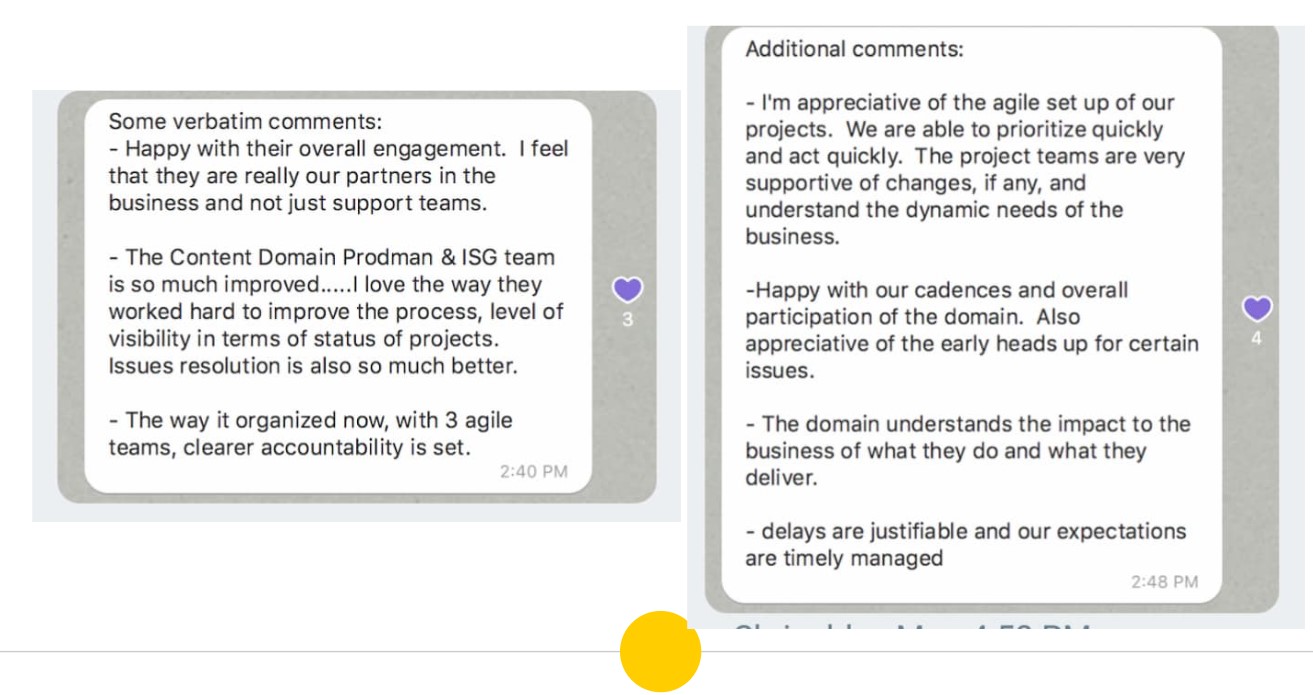 Some verbatim comments:
- Happy with their overall engagement.  I feel
that they are really our partners in the
business and not just support teams.
- The Content Domain Prodman & ISG team
is so much improved.....I love the way they
worked hard to improve the process, level of
visibility in terms of status of projects.
Issues resolution is also so much better.
- The way it organized now, with 3 agile
teams, clearer accountability is set.
2:40 PM
3
Additional comments:
- I'm appreciative of the agile set up of our
projects.  We are able to prioritize quickly
and act quickly.  The project teams are very
supportive of changes, if any, and
understand the dynamic needs of the
business.
-Happy with our cadences and overall
participation of the domain.  Also
appreciative of the early heads up for certain
issues.
- The domain understands the impact to the
business of what they do and what they
deliver.
- delays are justifiable and our expectations
are timely managed
2:48 PM
4